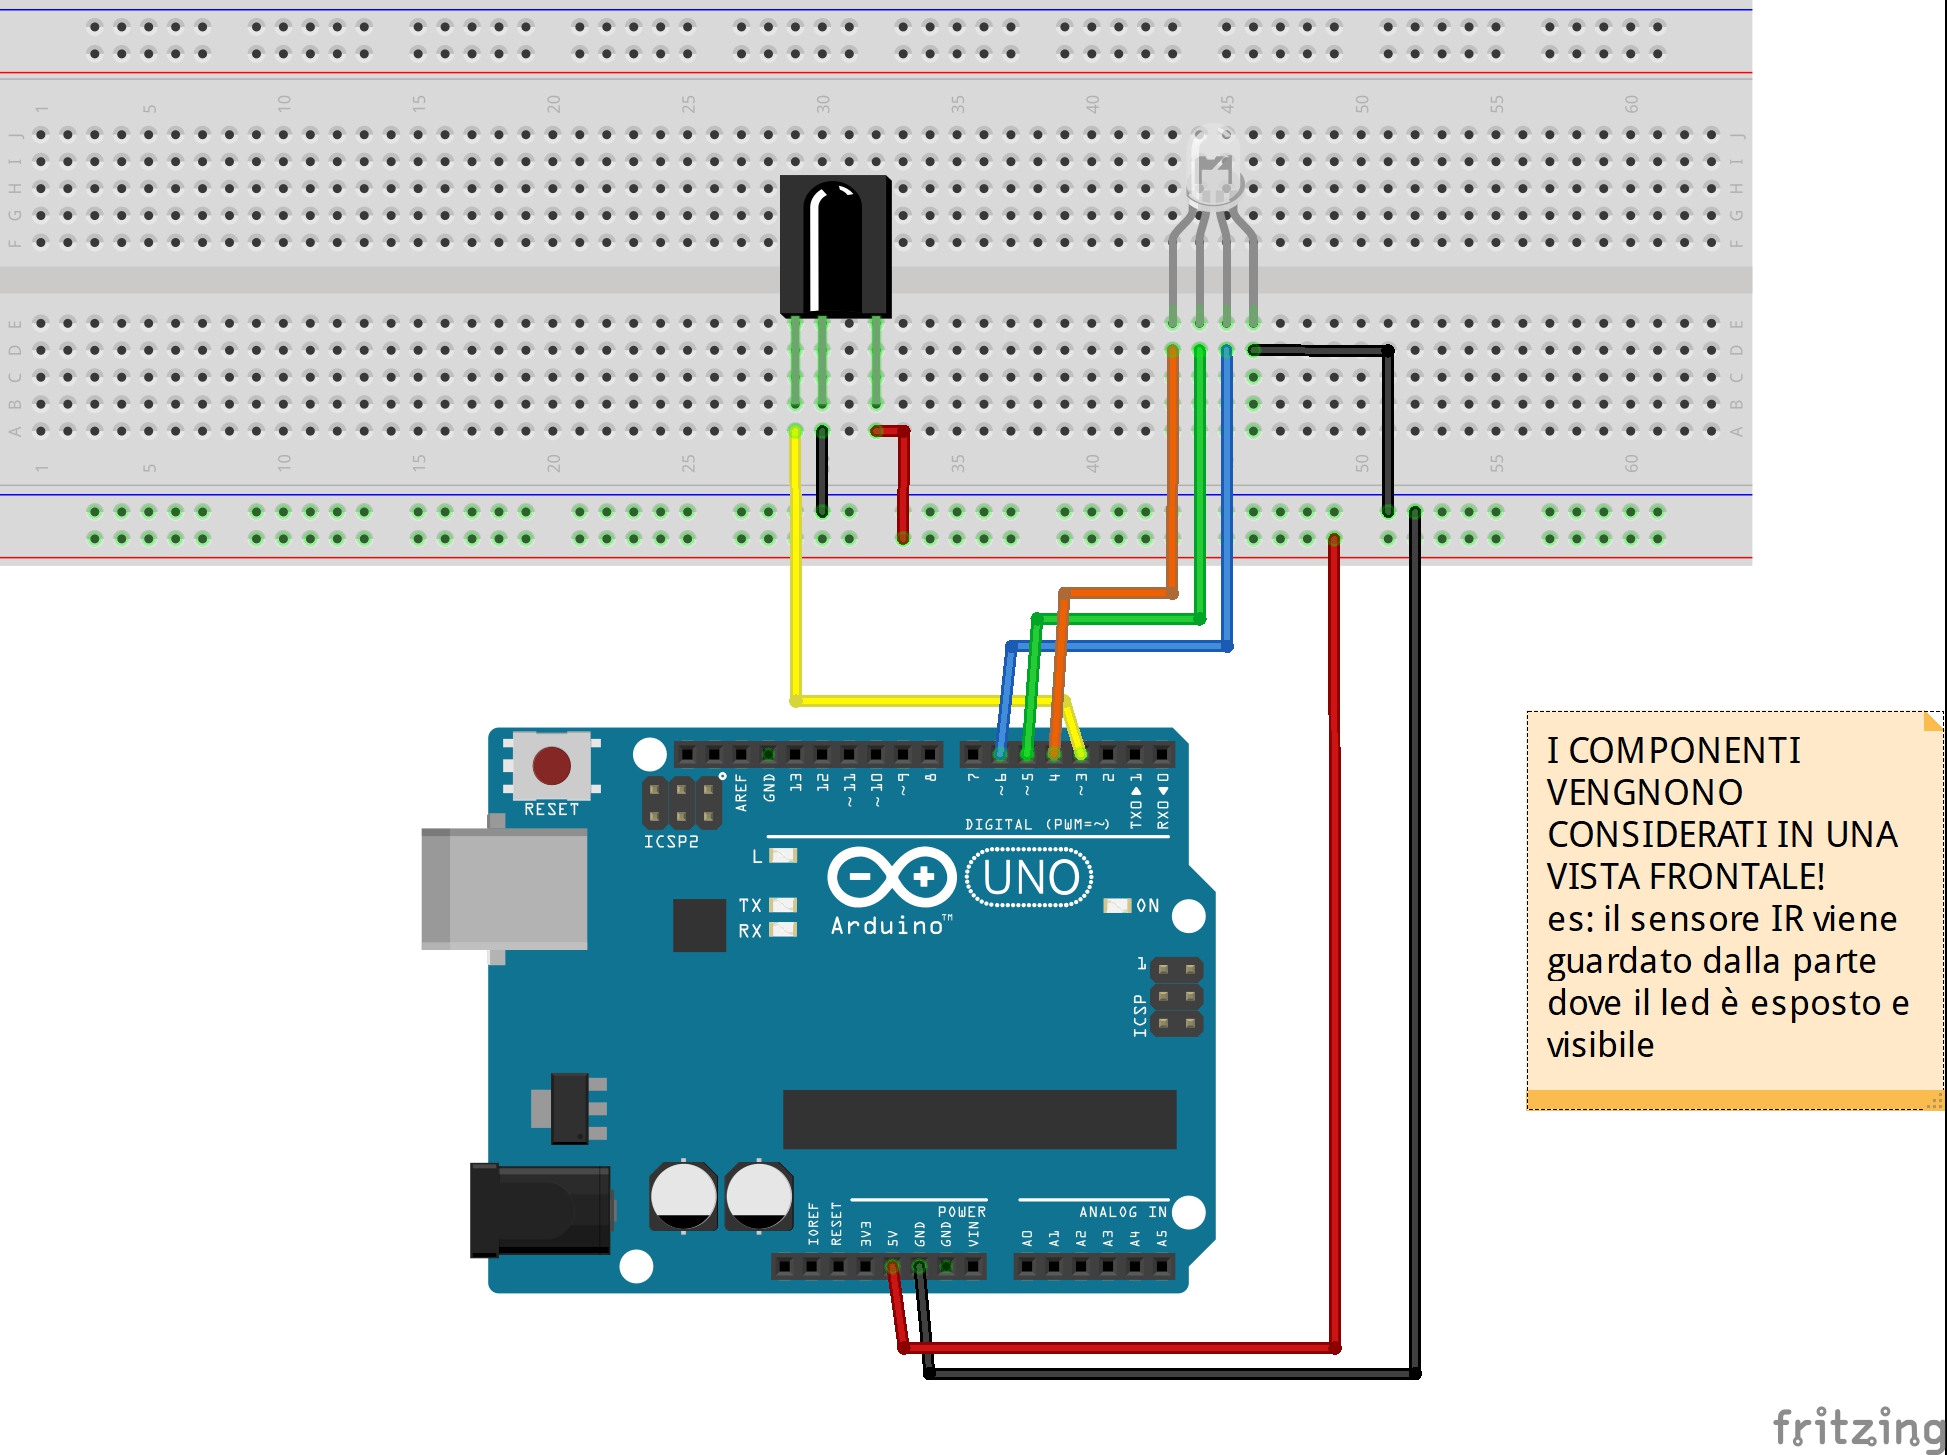 1 5 10 15 20 25 30 35 40 45 50 55 60
J J
I I
H H
G G
F F
E E
D D
C C
B B
A A
1 5 10 15 20 25 35 40 50 55 60
I COMPONENTI
VENGNONO
CONSIDERATI IN UNA
VISTA FRONTALE!
es: il sensore IR viene
guardato dalla parte
dove il led è esposto e
visibile
RESET
ICSP2
AREF
GND
13
12
~11
~10
~9
8
7
~6
~5
4
~3
2
TX0▶1
RX0◀0
DIGITAL (PWM=~)
L
TX
RX
Arduino™
UNO
ON
1
ICSP
IOREF
RESET
3V3
5V
GND
GND
VIN
POWER
ANALOG IN
A0
A1
A2
A3
A4
A5
fritzing